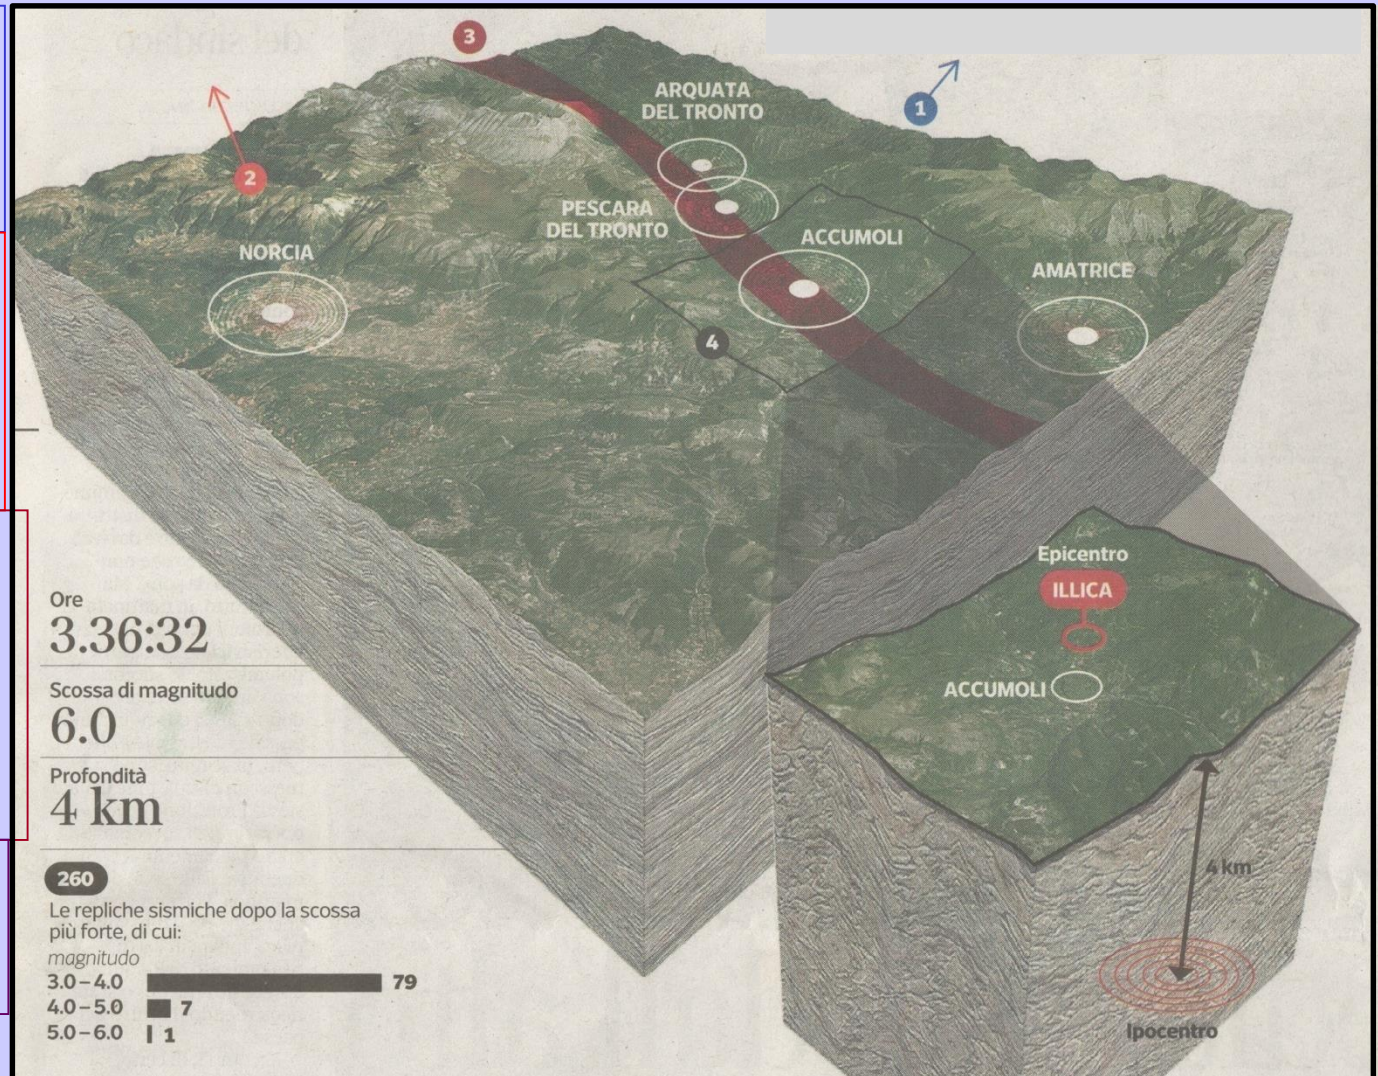 3
1
2
ARQUATA
DEL TRONTO
PESCARA
DEL TRONTO
NORCIA
ACCUMOLI
AMATRICE
4
Epicentro
ILLICA
ACCUMOLI
4 km
Ipocentro
Ore
3.36:32
Scossa di magnitudo
6.0
Profondità
4 km
260
Le repliche sismiche dopo la scossa
più forte, di cui:
magnitudo
3.0 – 4.0 79
4.0 – 5.0 7
5.0 – 6.0 1